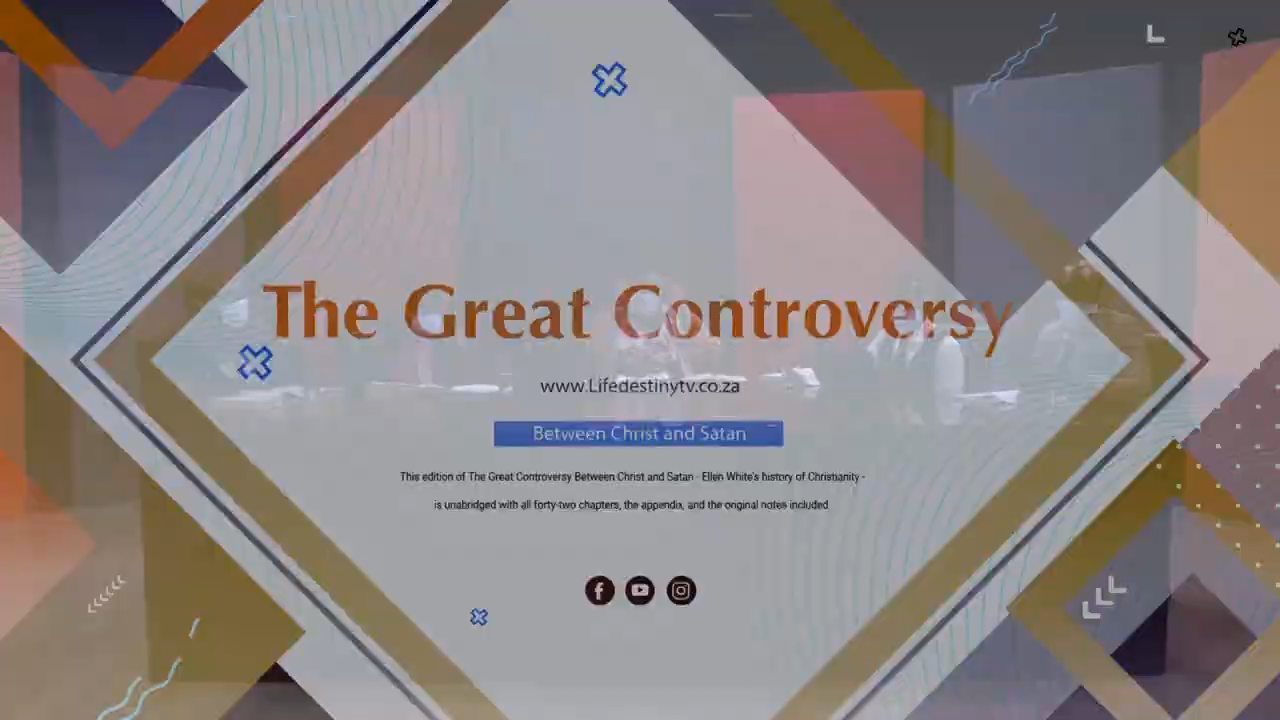 The Great Controversy
www.Lifedestinytv.co.za
Between Christ and Satan
This edition of The Great Controversy Between Christ and Satan - Ellen White's history of Christianity -
is unabridged with all forty-two chapters, the appendix, and the original notes included